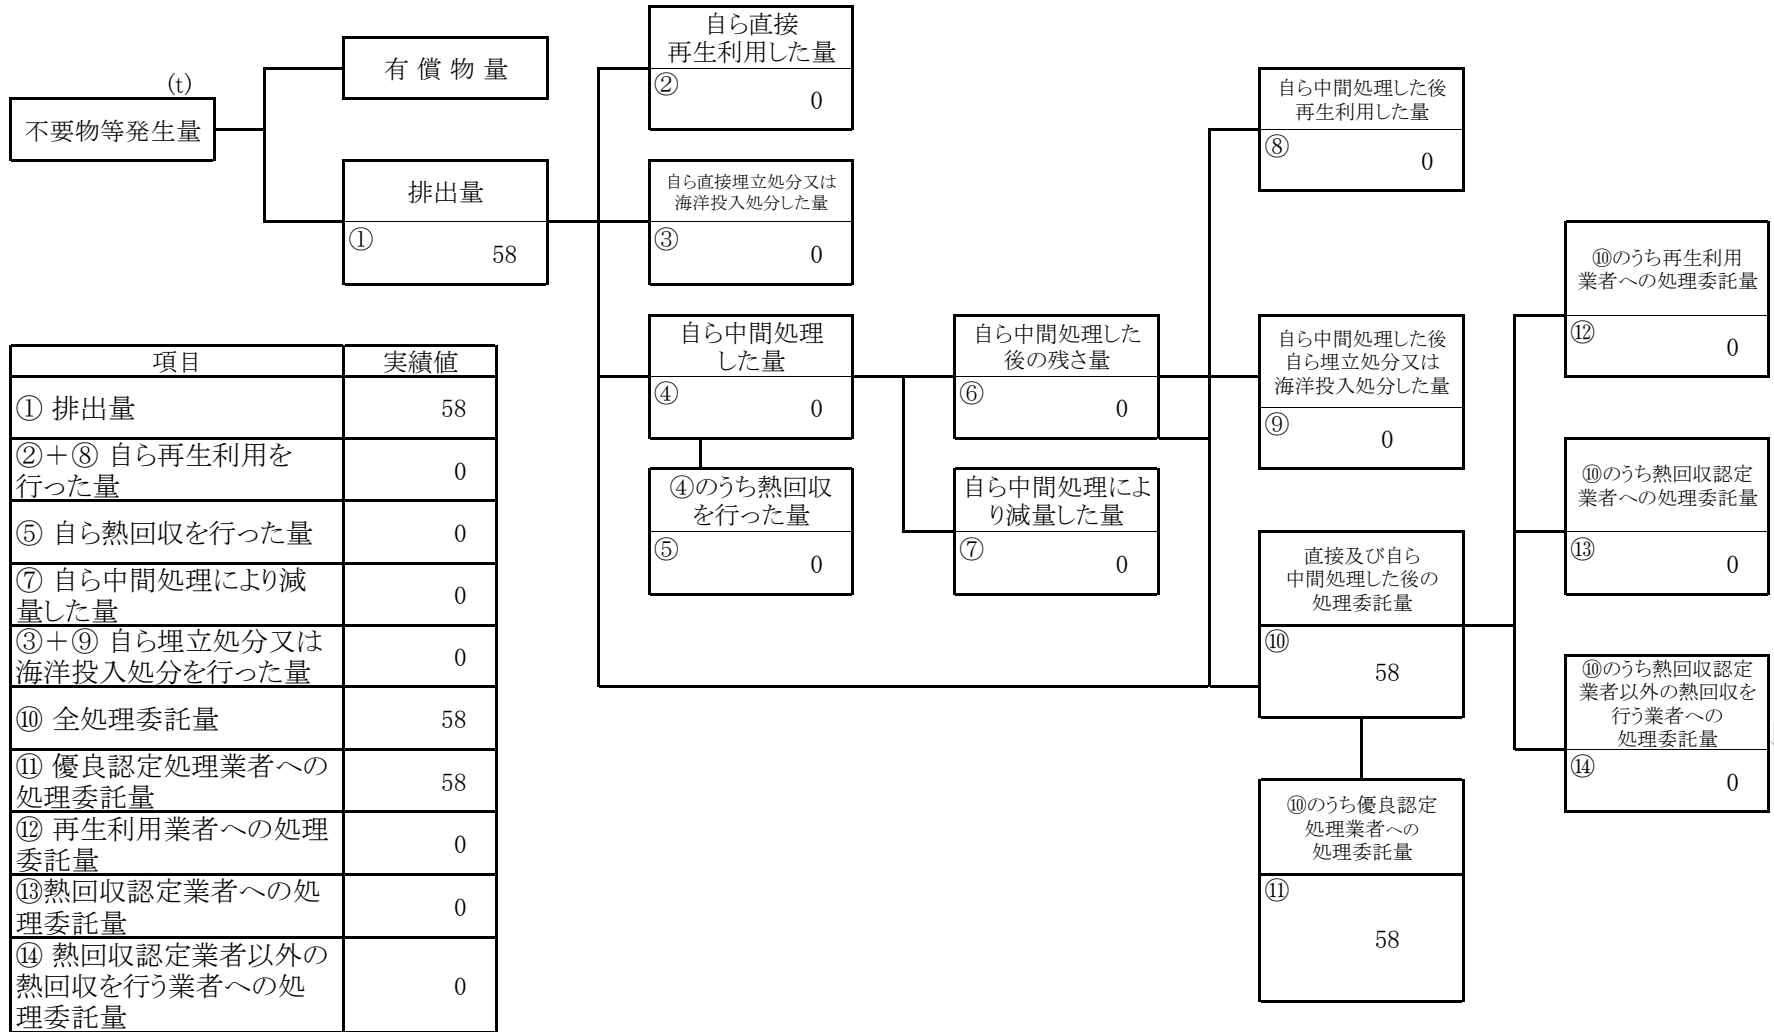 (t)
不要物等発生量
有 償 物 量
排出量
①
58
自ら直接
再生利用した量
②
0
自ら直接埋立処分又は
海洋投入処分した量
③
0
自ら中間処理
した量
④
0
④のうち熱回収
を行った量
⑤
0
自ら中間処理した
後の残さ量
⑥
0
自ら中間処理によ
り減量した量
⑦
0
自ら中間処理した後
再生利用した量
⑧
0
自ら中間処理した後
自ら埋立処分又は
海洋投入処分した量
⑨
0
直接及び自ら
中間処理した後の
処理委託量
⑩
58
⑩のうち優良認定
処理業者への
処理委託量
⑪
58
⑩のうち再生利用
業者への処理委託量
⑫
0
⑩のうち熱回収認定
業者への処理委託量
⑬
0
⑩のうち熱回収認定
業者以外の熱回収を
行う業者への
処理委託量
⑭
0
項目 実績値
① 排出量 58
②＋⑧ 自ら再生利用を
行った量 0
⑤ 自ら熱回収を行った量 0
⑦ 自ら中間処理により減
量した量 0
③＋⑨ 自ら埋立処分又は
海洋投入処分を行った量 0
⑩ 全処理委託量 58
⑪ 優良認定処理業者への
処理委託量 58
⑫ 再生利用業者への処理
委託量 0
⑬熱回収認定業者への処
理委託量 0
⑭ 熱回収認定業者以外の
熱回収を行う業者への処 0
理委託量